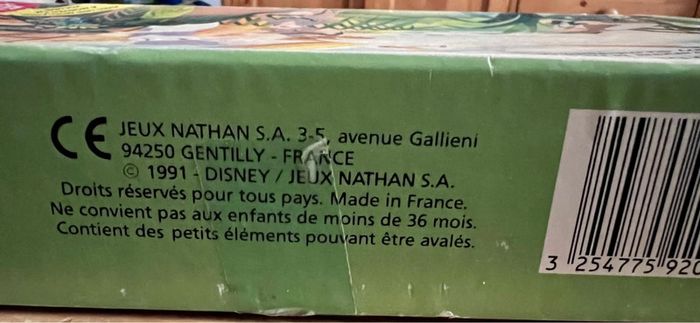 CE JEUX NATHAN S.A. 3-5, avenue Gallieni
94250 GENTILLY - FRANCE
© 1991 - DISNEY / JEUX NATHAN S.A.
Droits réservés pour tous pays. Made in France.
Ne convient pas aux enfants de moins de 36 mois.
Contient des petits éléments pouvant être avalés.
3 254775 920